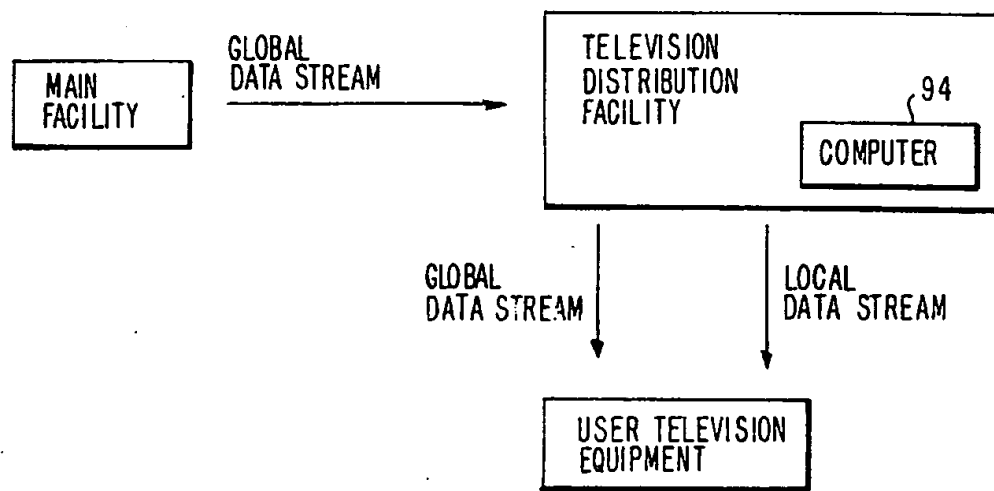 GLOBAL
DATA STREAM
MAIN
FACILITY
TELEVISION
DISTRIBUTION
FACILITY
94
COMPUTER
GLOBAL
DATA STREAM
LOCAL
DATA STREAM
USER TELEVISION
EQUIPMENT